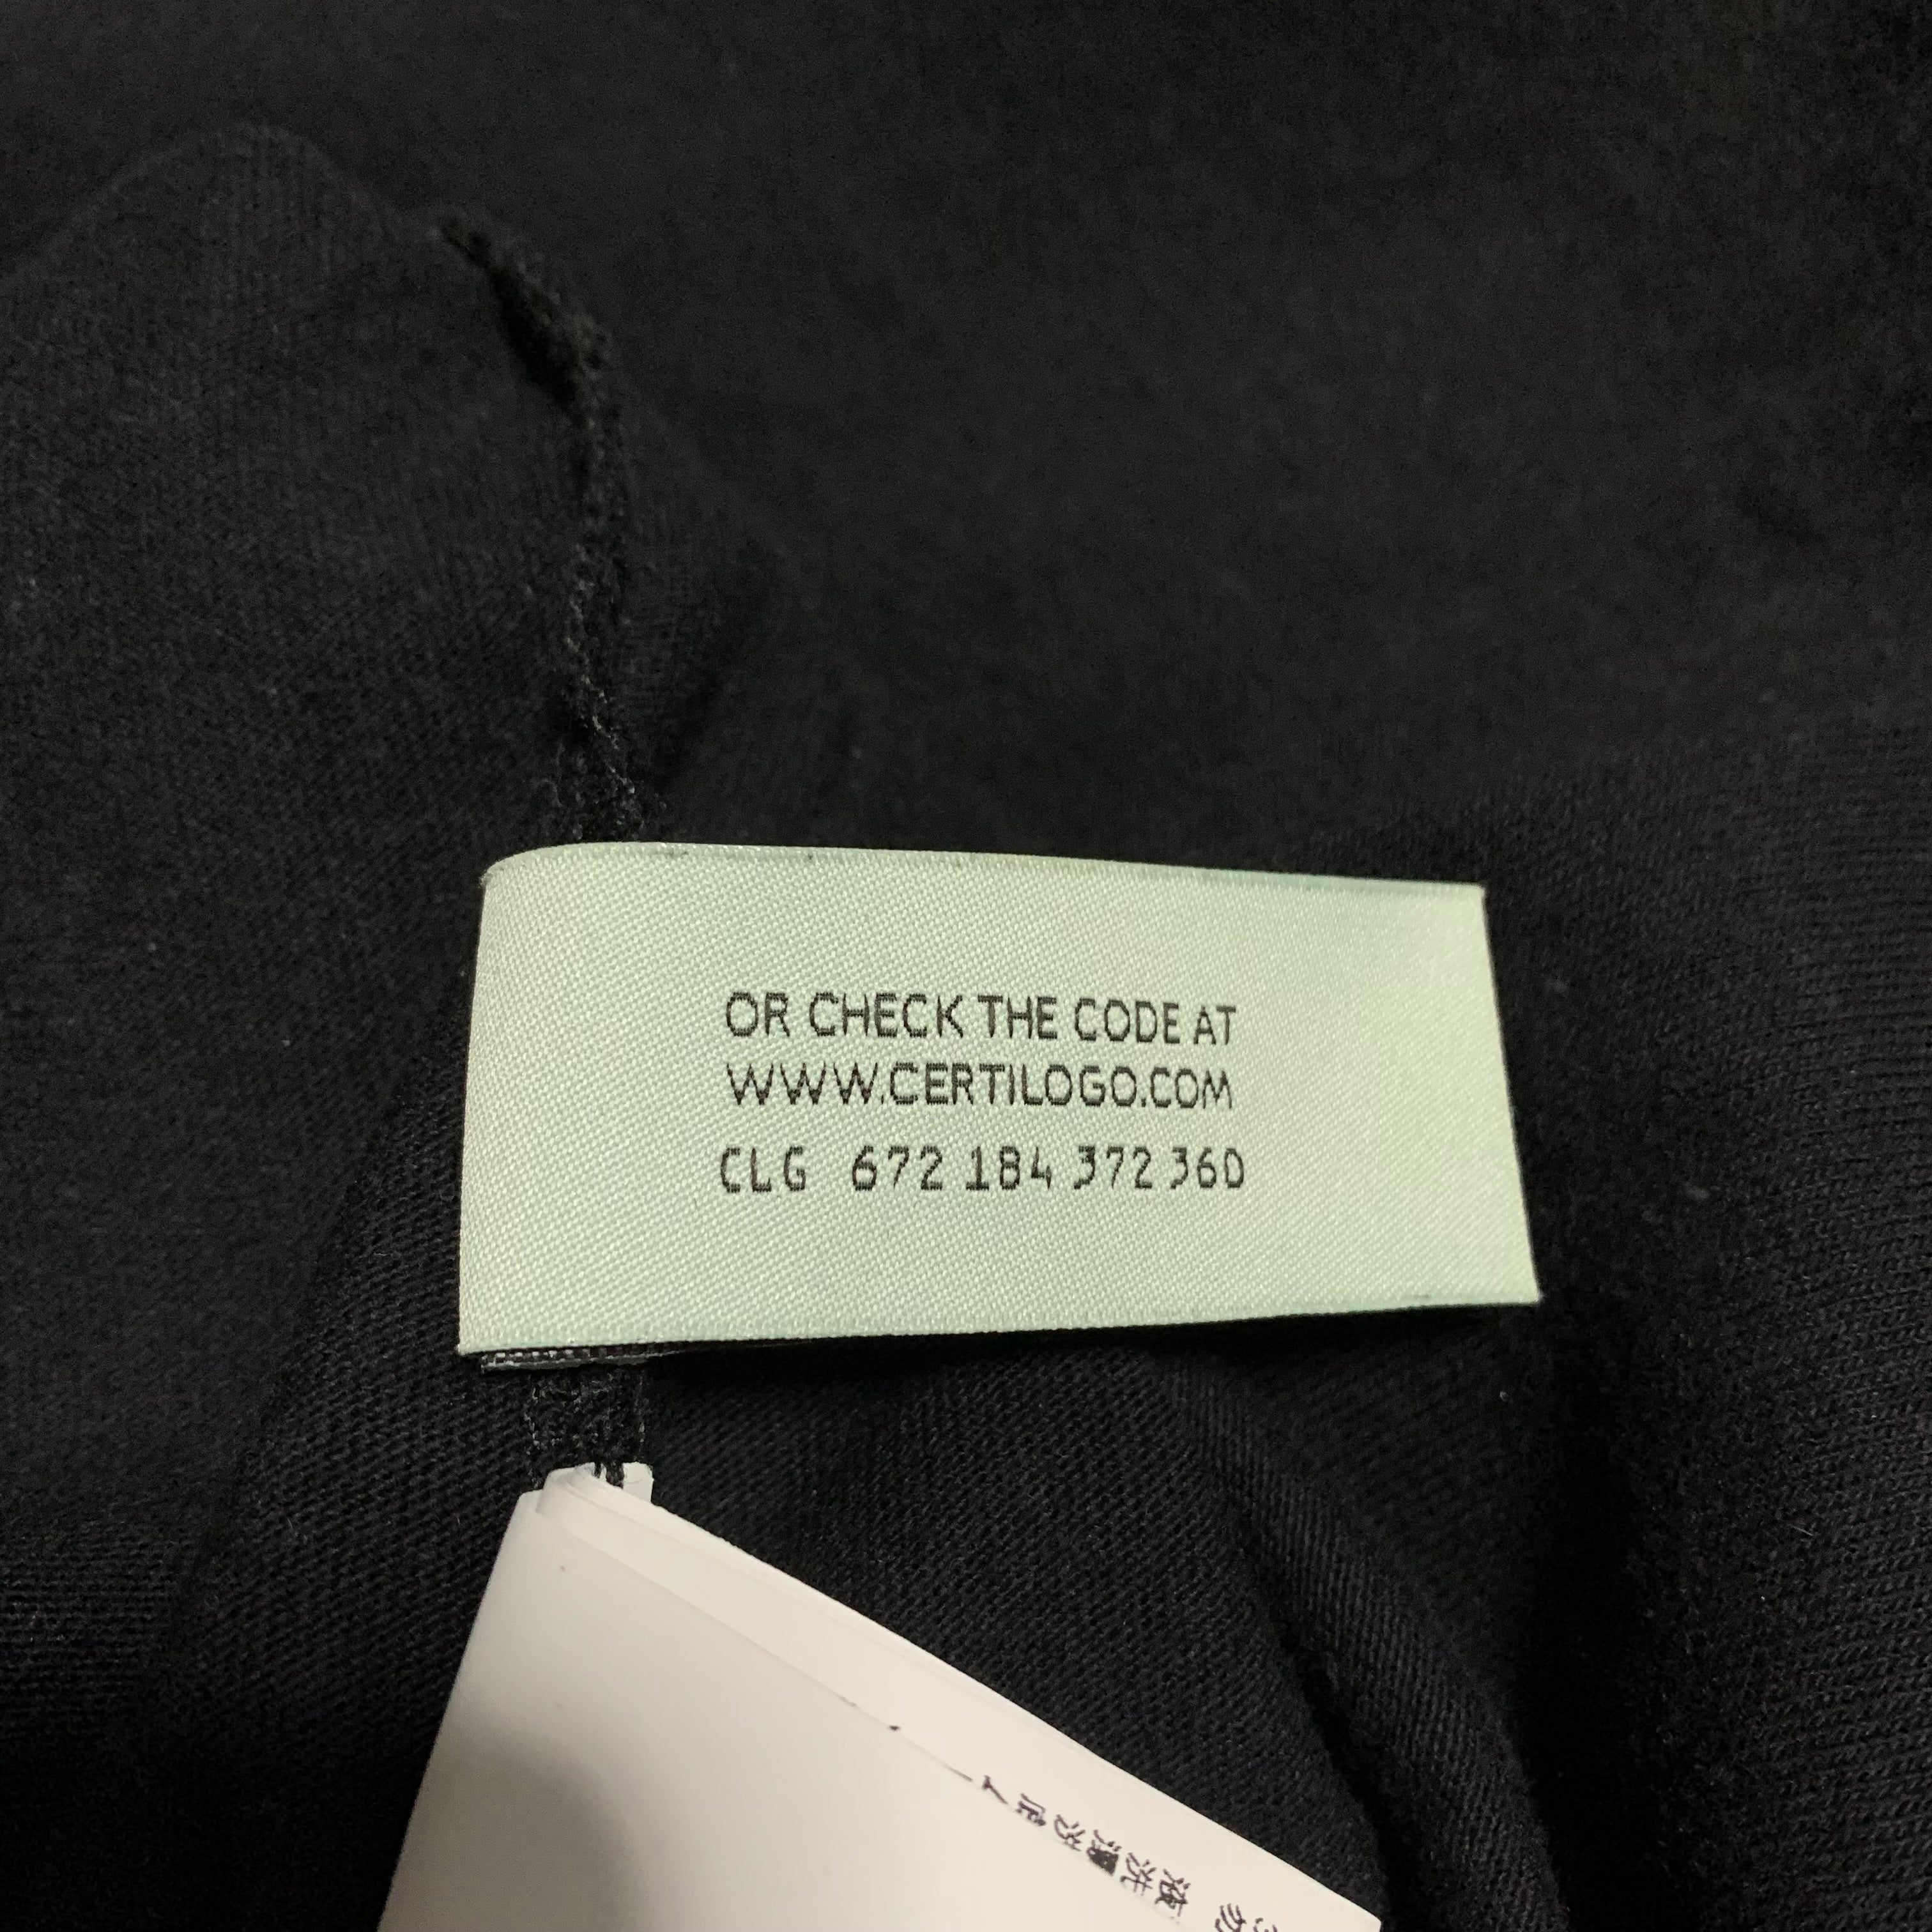 OR CHECK THE CODE AT
WWW.CERTILOGO.COM
CLG 672 184 372 360